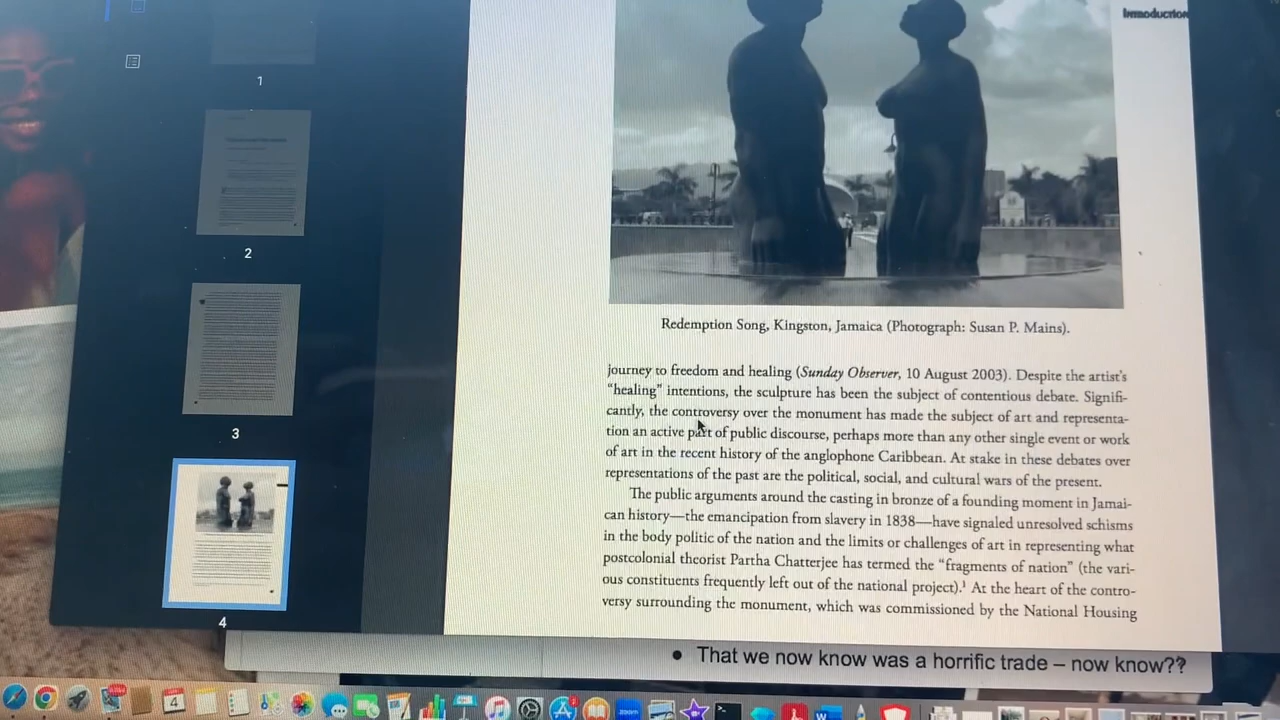 Introduction
1
2
3
4
Redemption Song, Kingston, Jamaica (Photograph: Susan P. Mains).
journey to freedom and healing (Sunday Observer, 10 August 2003). Despite the artist's
"healing" intentions, the sculpture has been the subject of contentious debate. Signifi-
cantly, the controversy over the monument has made the subject of art and representa-
tion an active part of public discourse, perhaps more than any other single event or work
of art in the recent history of the anglophone Caribbean. At stake in these debates over
representations of the past are the political, social, and cultural wars of the present.
The public arguments around the casting in bronze of a founding moment in Jamai-
can history—the emancipation from slavery in 1838—have signaled unresolved schisms
in the body politic of the nation and the limits or challenges of art in representing what
postcolonial theorist Partha Chatterjee has termed the "fragments of nation" (the vari-
ous constituents frequently left out of the national project).¹ At the heart of the contro-
versy surrounding the monument, which was commissioned by the National Housing
• That we now know was a horrific trade – now know??
4
zoom